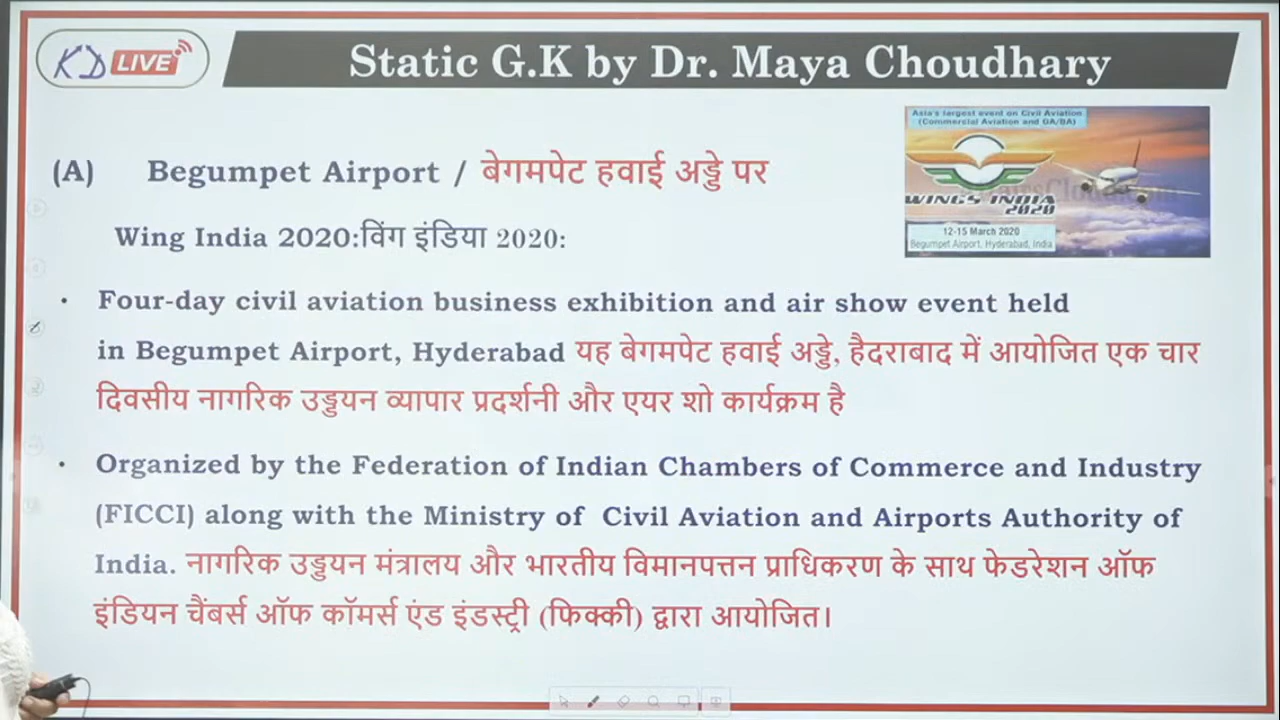 KD LIVE
Static G.K by Dr. Maya Choudhary
Asia's largest event on Civil Aviation
(Commercial Aviation and GA/BA)
WINGS INDIA
2020
12-15 March 2020
Begumpet Airport, Hyderabad, India
(A) Begumpet Airport / बेगमपेट हवाई अड्डे पर
Wing India 2020:विंग इंडिया 2020:
• Four-day civil aviation business exhibition and air show event held
in Begumpet Airport, Hyderabad यह बेगमपेट हवाई अड्डे, हैदराबाद में आयोजित एक चार
दिवसीय नागरिक उड्डयन व्यापार प्रदर्शनी और एयर शो कार्यक्रम है
• Organized by the Federation of Indian Chambers of Commerce and Industry
(FICCI) along with the Ministry of Civil Aviation and Airports Authority of
India. नागरिक उड्डयन मंत्रालय और भारतीय विमानपत्तन प्राधिकरण के साथ फेडरेशन ऑफ
इंडियन चैंबर्स ऑफ कॉमर्स एंड इंडस्ट्री (फिक्की) द्वारा आयोजित।